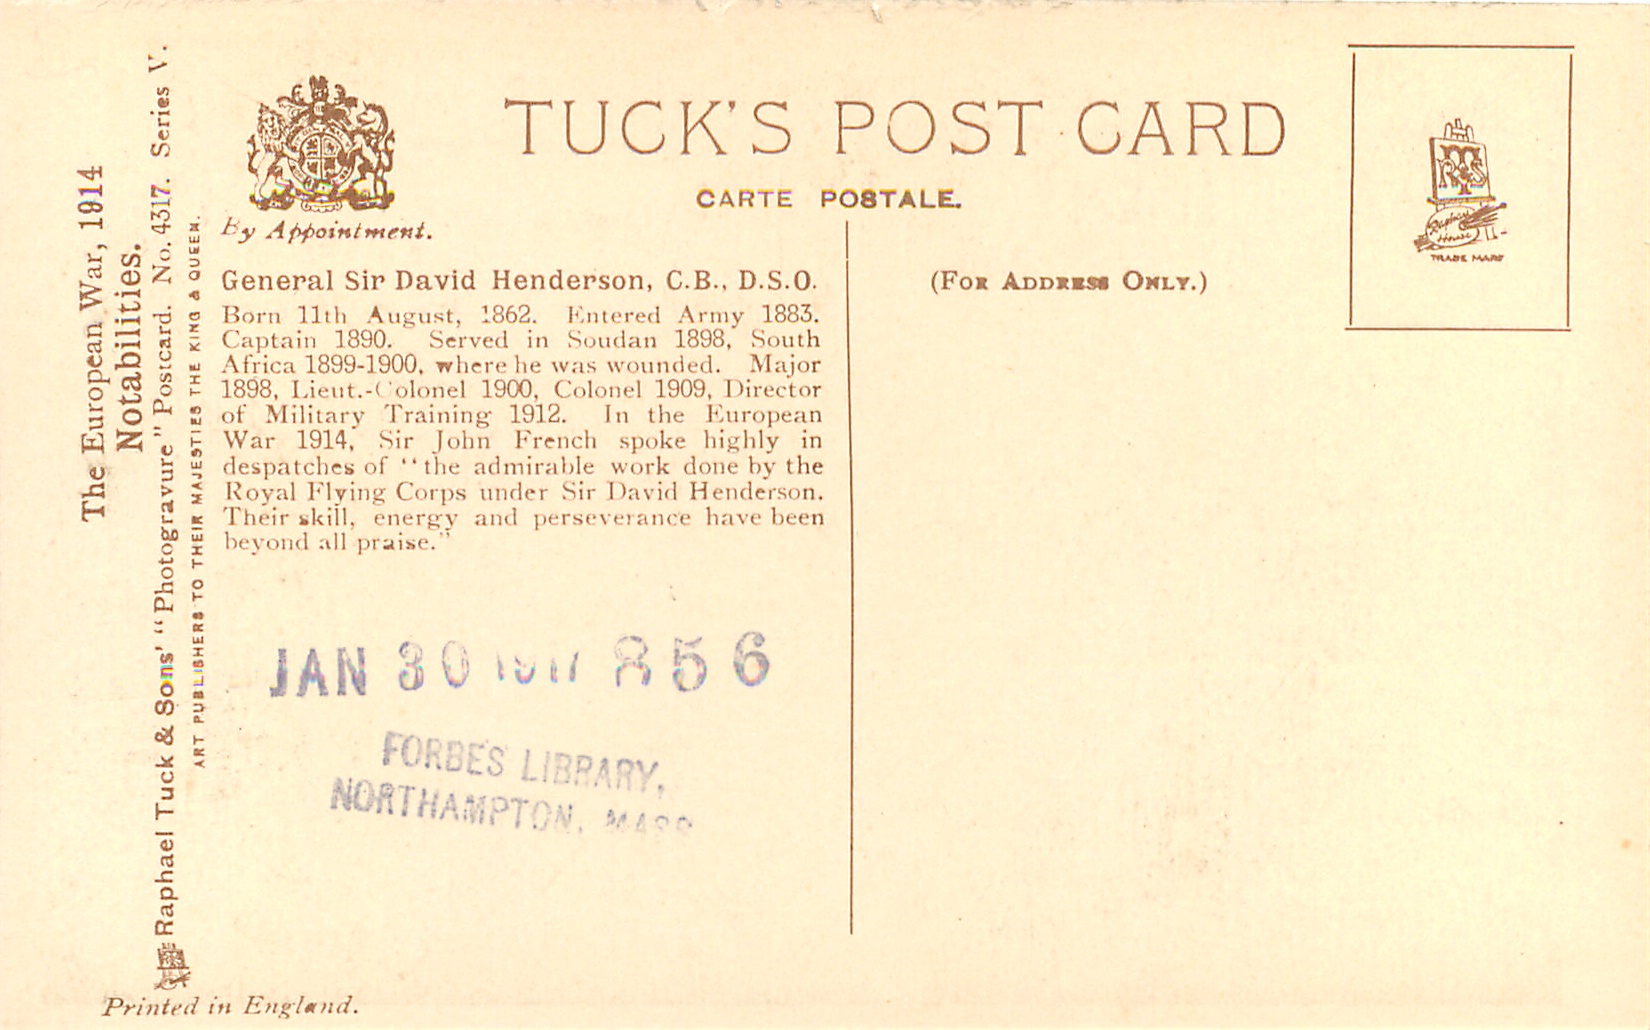 The European War, 1914
Notabilities.
Raphael Tuck & Sons' "Photogravure" Postcard. No. 4317. Series V.
ART PUBLISHERS TO THEIR MAJESTIES THE KING & QUEEN.
Printed in England.
By Appointment.
TUCK'S POST CARD
CARTE POSTALE.
General Sir David Henderson, C.B., D.S.O.
Born 11th August, 1862. Entered Army 1883.
Captain 1890. Served in Soudan 1898, South
Africa 1899-1900, where he was wounded. Major
1898, Lieut.-Colonel 1900, Colonel 1909, Director
of Military Training 1912. In the European
War 1914, Sir John French spoke highly in
despatches of "the admirable work done by the
Royal Flying Corps under Sir David Henderson.
Their skill, energy and perseverance have been
beyond all praise."
JAN 30 1917 856
FORBES LIBRARY,
NORTHAMPTON, MASS
(FOR ADDRESS ONLY.)
RTS
Raphael
House
TRADE MARK